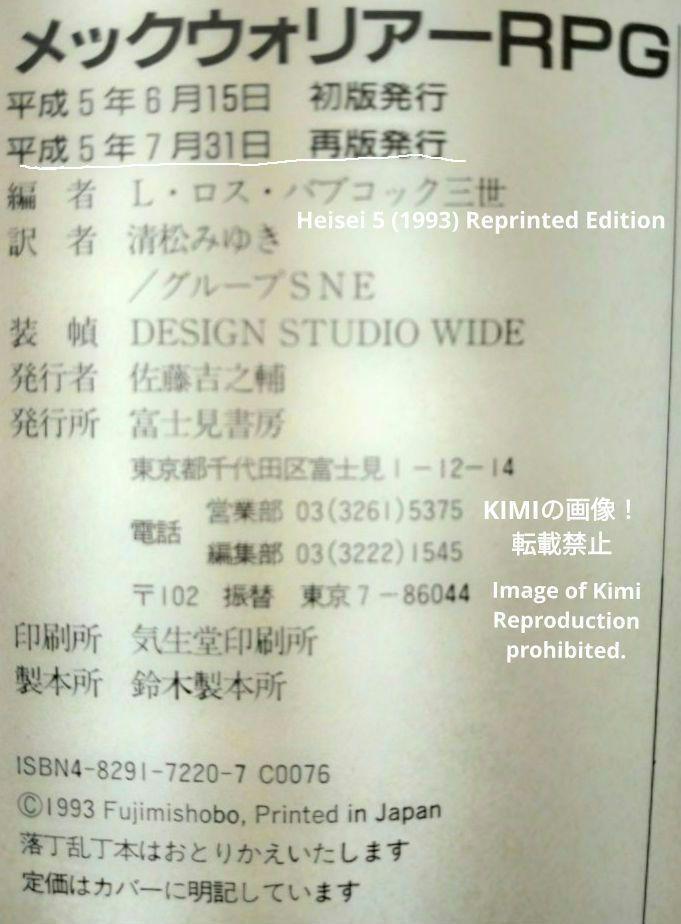 メックウォリアーRPG
平成5年6月15日 初版発行
平成5年7月31日 再版発行
編 者 L・ロス・バブコック三世
Heisei 5 (1993) Reprinted Edition
訳 者 清松みゆき
／グループSNE
装 幀 DESIGN STUDIO WIDE
発行者 佐藤吉之輔
発行所 富士見書房
東京都千代田区富士見1-12-14
電話 営業部 03(3261)5375
編集部 03(3222)1545
〒102 振替 東京7-86044
印刷所 気生堂印刷所
製本所 鈴木製本所
KIMIの画像！
転載禁止
Image of Kimi
Reproduction
prohibited.
ISBN4-8291-7220-7 C0076
©1993 Fujimishobo, Printed in Japan
落丁乱丁本はおとりかえいたします
定価はカバーに明記しています